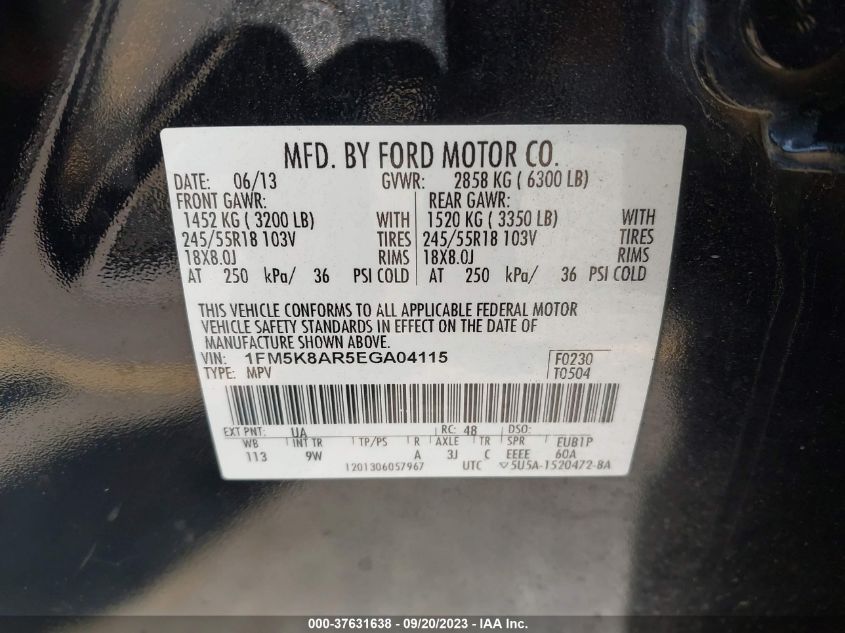 MFD. BY FORD MOTOR CO.
DATE: 06/13 GVWR: 2858 KG ( 6300 LB)
FRONT GAWR: REAR GAWR:
1452 KG ( 3200 LB) WITH 1520 KG ( 3350 LB) WITH
245/55R18 103V TIRES 245/55R18 103V TIRES
18X8.0J RIMS 18X8.0J RIMS
AT 250 kPa/ 36 PSI COLD AT 250 kPa/ 36 PSI COLD
THIS VEHICLE CONFORMS TO ALL APPLICABLE FEDERAL MOTOR
VEHICLE SAFETY STANDARDS IN EFFECT ON THE DATE OF
MANUFACTURE SHOWN ABOVE.
VIN: 1FM5K8AR5EGA04115 F0230
TYPE: MPV T0504
EXT PNT: UA RC: 48 DSO:
WB INT TR TP/PS R AXLE TR SPR EUB1P
113 9W A 3J C EEEE 60A
1201306057967 UTC ▽5U5A-1520472-8A
000-37631638 - 09/20/2023 - IAA Inc.